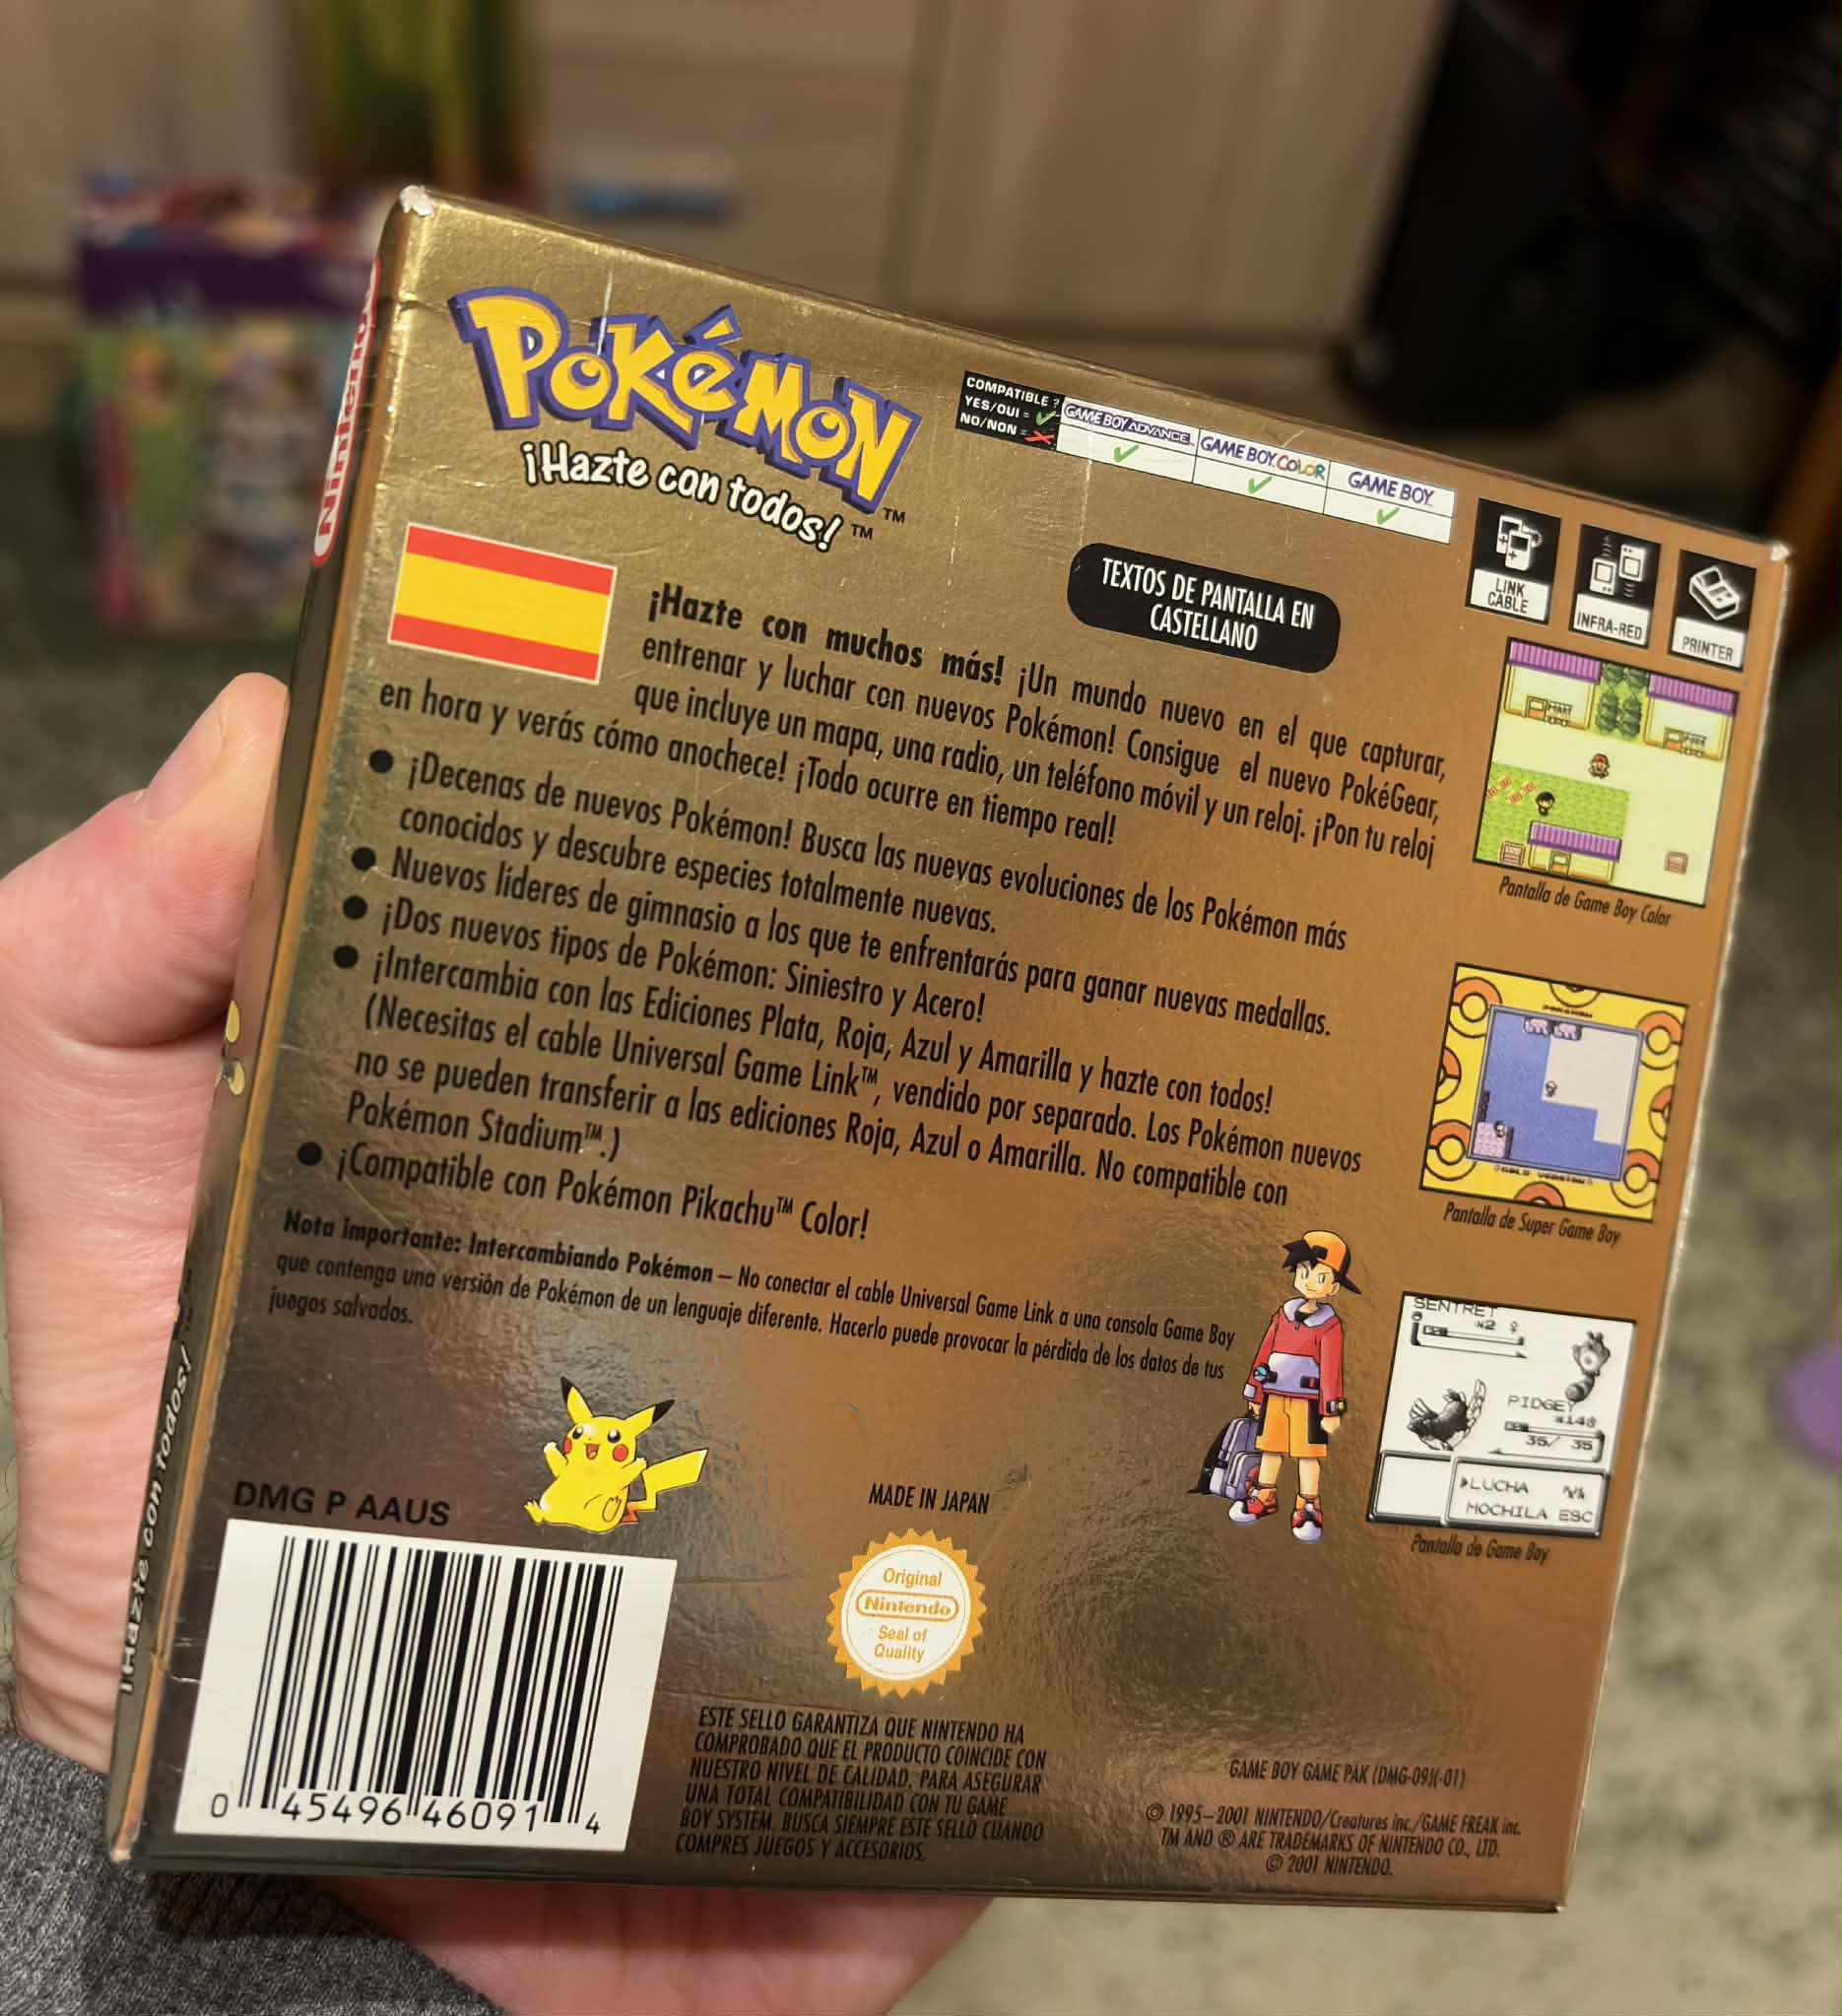 Nintendo
POKéMON
™
¡Hazte con todos! ™
COMPATIBLE ?
YES/OUI =
NO/NON =
GAME BOY ADVANCE
GAME BOY COLOR
GAME BOY
LINK
CABLE
INFRA-RED
PRINTER
TEXTOS DE PANTALLA EN
CASTELLANO
¡Hazte con muchos más! ¡Un mundo nuevo en el que capturar,
entrenar y luchar con nuevos Pokémon! Consigue el nuevo PokéGear,
que incluye un mapa, una radio, un teléfono móvil y un reloj. ¡Pon tu reloj
en hora y verás cómo anochece! ¡Todo ocurre en tiempo real!
● ¡Decenas de nuevos Pokémon! Busca las nuevas evoluciones de los Pokémon más
conocidos y descubre especies totalmente nuevas.
● Nuevos líderes de gimnasio a los que te enfrentarás para ganar nuevas medallas.
● ¡Dos nuevos tipos de Pokémon: Siniestro y Acero!
● ¡Intercambia con las Ediciones Plata, Roja, Azul y Amarilla y hazte con todos!
(Necesitas el cable Universal Game Link™, vendido por separado. Los Pokémon nuevos
no se pueden transferir a las ediciones Roja, Azul o Amarilla. No compatible con
Pokémon Stadium™.)
● ¡Compatible con Pokémon Pikachu™ Color!
Nota importante: Intercambiando Pokémon – No conectar el cable Universal Game Link a una consola Game Boy
que contenga una versión de Pokémon de un lenguaje diferente. Hacerlo puede provocar la pérdida de los datos de tus
juegos salvados.
MART
Pantalla de Game Boy Color
POKéMON
GOLD VERSION
Pantalla de Super Game Boy
SENTRET
:N2 ♀
PIDGEY
:L48
35/ 35
▶LUCHA
MOCHILA ESC
Pantalla de Game Boy
¡Hazte con todos!
DMG P AAUS
0 45496 46091 4
MADE IN JAPAN
Original
Nintendo
Seal of
Quality
ESTE SELLO GARANTIZA QUE NINTENDO HA
COMPROBADO QUE EL PRODUCTO COINCIDE CON
NUESTRO NIVEL DE CALIDAD. PARA ASEGURAR
UNA TOTAL COMPATIBILIDAD CON TU GAME
BOY SYSTEM, BUSCA SIEMPRE ESTE SELLO CUANDO
COMPRES JUEGOS Y ACCESORIOS.
GAME BOY GAME PAK (DMG-09)(-01)
© 1995–2001 NINTENDO/Creatures inc./GAME FREAK inc.
TM AND ® ARE TRADEMARKS OF NINTENDO CO., LTD.
© 2001 NINTENDO.